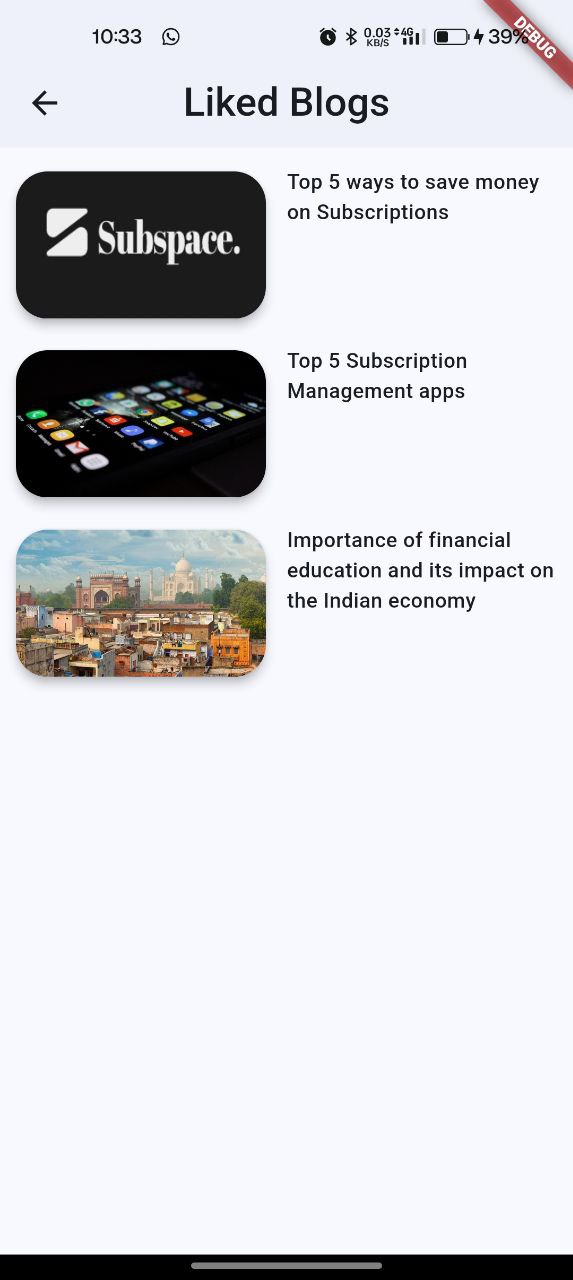 10:33
0.03
KB/S
4G
39%
DEBUG
Liked Blogs
Subspace.
Top 5 ways to save money
on Subscriptions
Top 5 Subscription
Management apps
Importance of financial
education and its impact on
the Indian economy